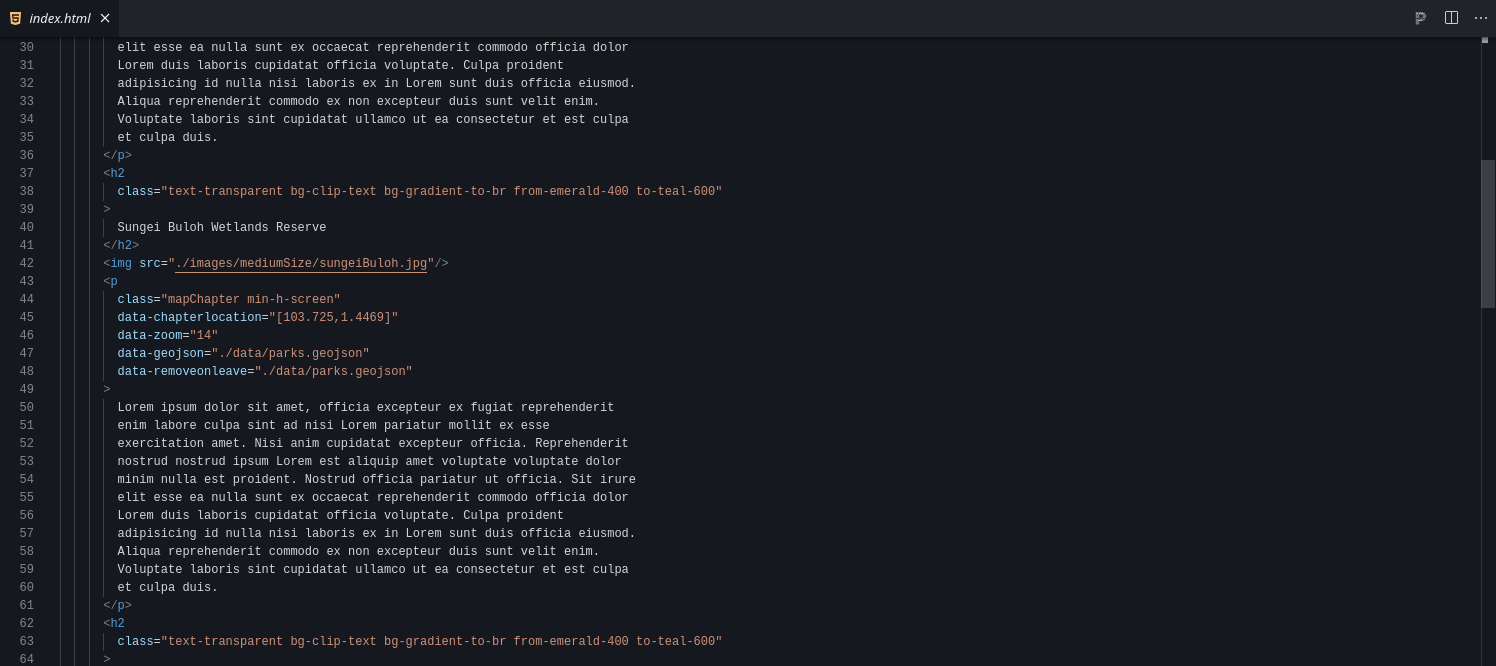 index.html
30 elit esse ea nulla sunt ex occaecat reprehenderit commodo officia dolor
31 Lorem duis laboris cupidatat officia voluptate. Culpa proident
32 adipisicing id nulla nisi laboris ex in Lorem sunt duis officia eiusmod.
33 Aliqua reprehenderit commodo ex non excepteur duis sunt velit enim.
34 Voluptate laboris sint cupidatat ullamco ut ea consectetur et est culpa
35 et culpa duis.
36 </p>
37 <h2
38 class="text-transparent bg-clip-text bg-gradient-to-br from-emerald-400 to-teal-600"
39 >
40 Sungei Buloh Wetlands Reserve
41 </h2>
42 <img src="./images/mediumSize/sungeiBuloh.jpg"/>
43 <p
44 class="mapChapter min-h-screen"
45 data-chapterlocation="[103.725,1.4469]"
46 data-zoom="14"
47 data-geojson="./data/parks.geojson"
48 data-removeonleave="./data/parks.geojson"
49 >
50 Lorem ipsum dolor sit amet, officia excepteur ex fugiat reprehenderit
51 enim labore culpa sint ad nisi Lorem pariatur mollit ex esse
52 exercitation amet. Nisi anim cupidatat excepteur officia. Reprehenderit
53 nostrud nostrud ipsum Lorem est aliquip amet voluptate voluptate dolor
54 minim nulla est proident. Nostrud officia pariatur ut officia. Sit irure
55 elit esse ea nulla sunt ex occaecat reprehenderit commodo officia dolor
56 Lorem duis laboris cupidatat officia voluptate. Culpa proident
57 adipisicing id nulla nisi laboris ex in Lorem sunt duis officia eiusmod.
58 Aliqua reprehenderit commodo ex non excepteur duis sunt velit enim.
59 Voluptate laboris sint cupidatat ullamco ut ea consectetur et est culpa
60 et culpa duis.
61 </p>
62 <h2
63 class="text-transparent bg-clip-text bg-gradient-to-br from-emerald-400 to-teal-600"
64 >